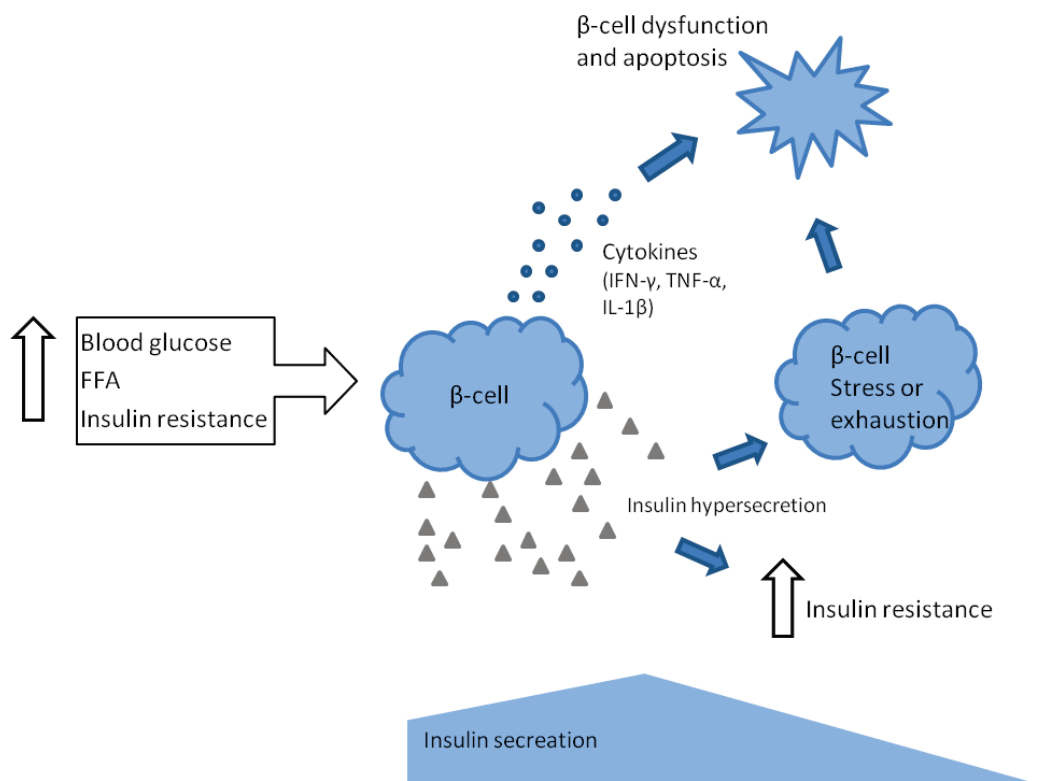 β-cell dysfunction
and apoptosis
Cytokines
(IFN-γ, TNF-α,
IL-1β)
Blood glucose
FFA
Insulin resistance
β-cell
β-cell
Stress or
exhaustion
Insulin hypersecretion
Insulin resistance
Insulin secreation